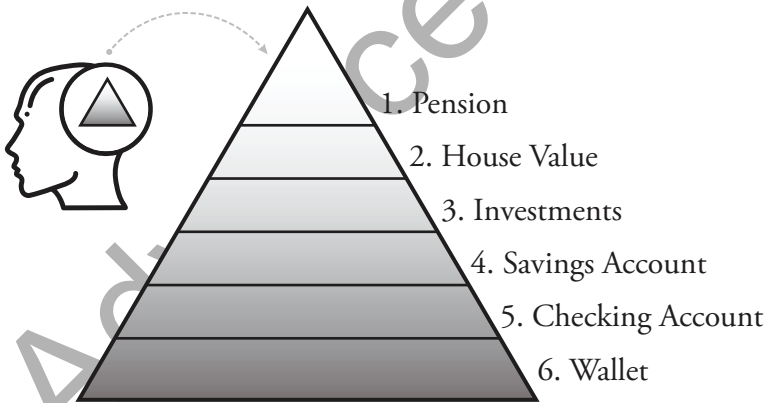 1. Pension
2. House Value
3. Investments
4. Savings Account
5. Checking Account
6. Wallet